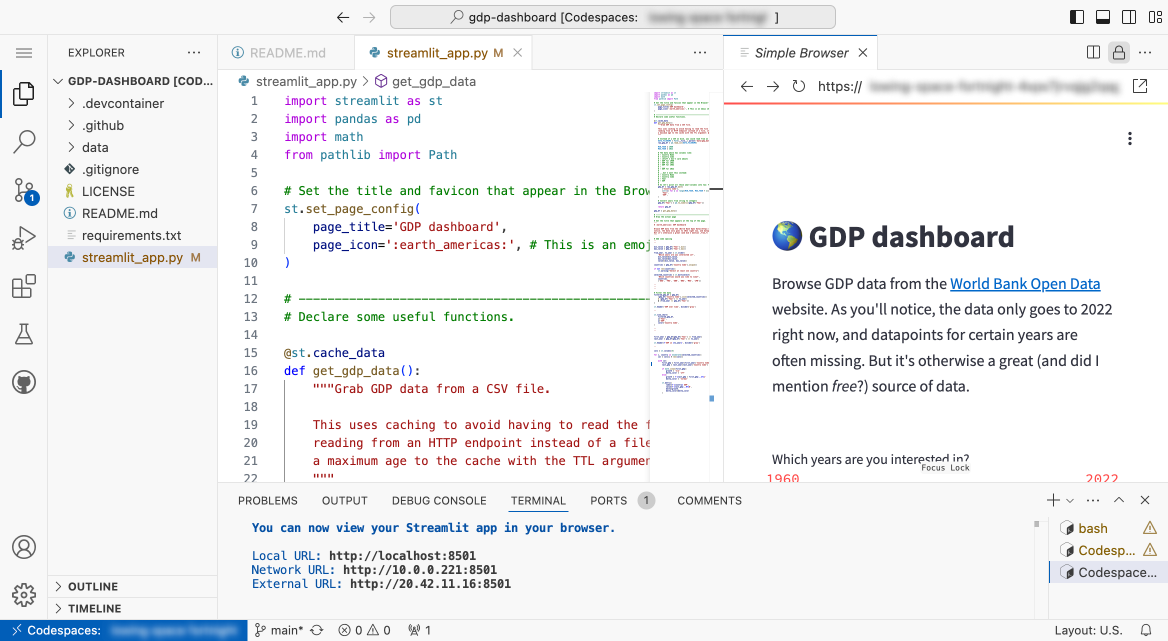 gdp-dashboard [Codespaces: ]
EXPLORER
GDP-DASHBOARD [COD...
.devcontainer
.github
data
.gitignore
LICENSE
README.md
requirements.txt
streamlit_app.py M
OUTLINE
TIMELINE
1
README.md
streamlit_app.py M
streamlit_app.py > get_gdp_data
1 import streamlit as st
2 import pandas as pd
3 import math
4 from pathlib import Path
5
6 # Set the title and favicon that appear in the Brow
7 st.set_page_config(
8 page_title='GDP dashboard',
9 page_icon=':earth_americas:', # This is an emoj
10 )
11
12 # -------------------------------------------------
13 # Declare some useful functions.
14
15 @st.cache_data
16 def get_gdp_data():
17 """Grab GDP data from a CSV file.
18
19 This uses caching to avoid having to read the f
20 reading from an HTTP endpoint instead of a file
21 a maximum age to the cache with the TTL argumen
22 """
Simple Browser
https://
GDP dashboard
Browse GDP data from the World Bank Open Data
website. As you'll notice, the data only goes to 2022
right now, and datapoints for certain years are
often missing. But it's otherwise a great (and did I
mention free?) source of data.
Which years are you interested in?
Focus Lock
1960 2022
PROBLEMS OUTPUT DEBUG CONSOLE TERMINAL PORTS 1 COMMENTS
You can now view your Streamlit app in your browser.
Local URL: http://localhost:8501
Network URL: http://10.0.0.221:8501
External URL: http://20.42.11.16:8501
bash
Codesp...
Codespace...
Codespaces:
main* 0 0 1
Layout: U.S.